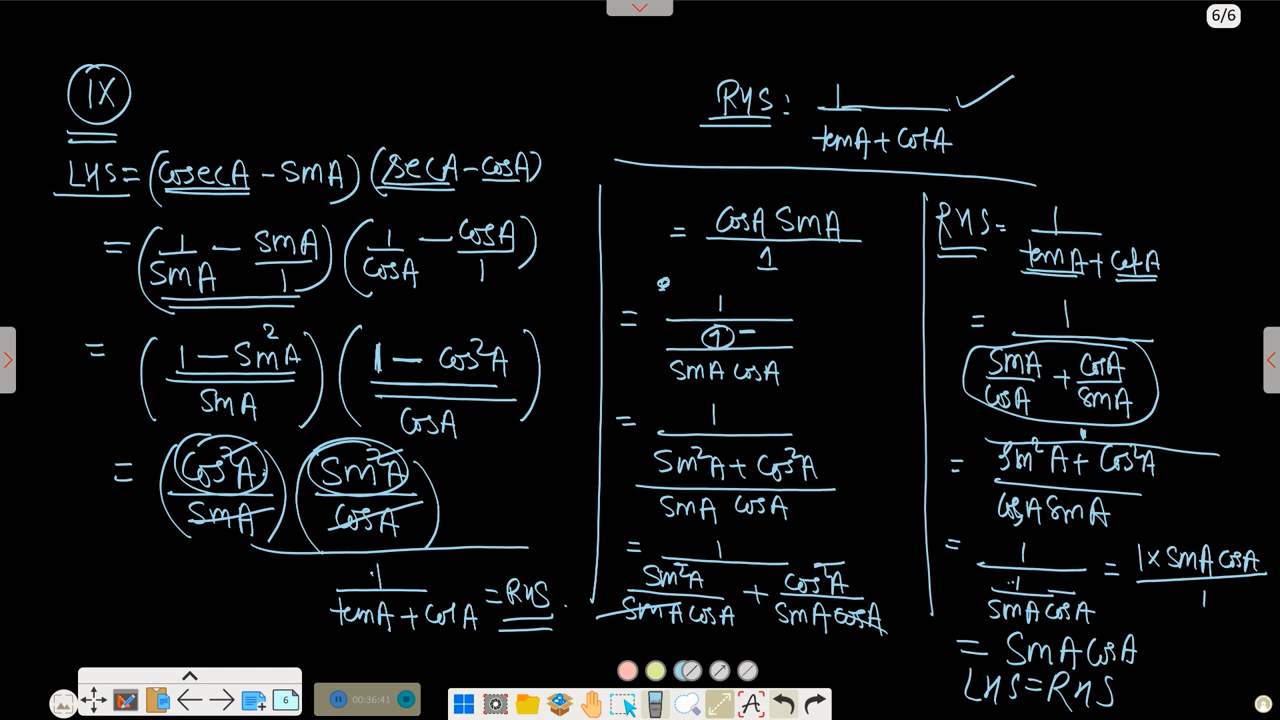 6/6
IX
LHS = (cosecA - sinA) (secA - cosA)
= (1/sinA - sinA/1) (1/cosA - cosA/1)
= ((1 - sin²A)/sinA) ((1 - cos²A)/cosA)
= (cos²A/sinA) (sin²A/cosA)
1/(tanA + cotA) = RHS.
RHS: 1/(tanA + cotA) ✓
= cosA sinA/1
= 1/(1/(sinA cosA))
= 1/((sin²A + cos²A)/(sinA cosA))
= 1/(sin²A/(sinA cosA) + cos²A/(sinA cosA))
RHS = 1/(tanA + cotA)
= 1/(sinA/cosA + cosA/sinA)
= 1/((sin²A + cos²A)/(cosA sinA))
= 1/(1/(sinA cosA)) = (1 × sinA cosA)/1
= sinA cosA
LHS = RHS
6
00:36:41